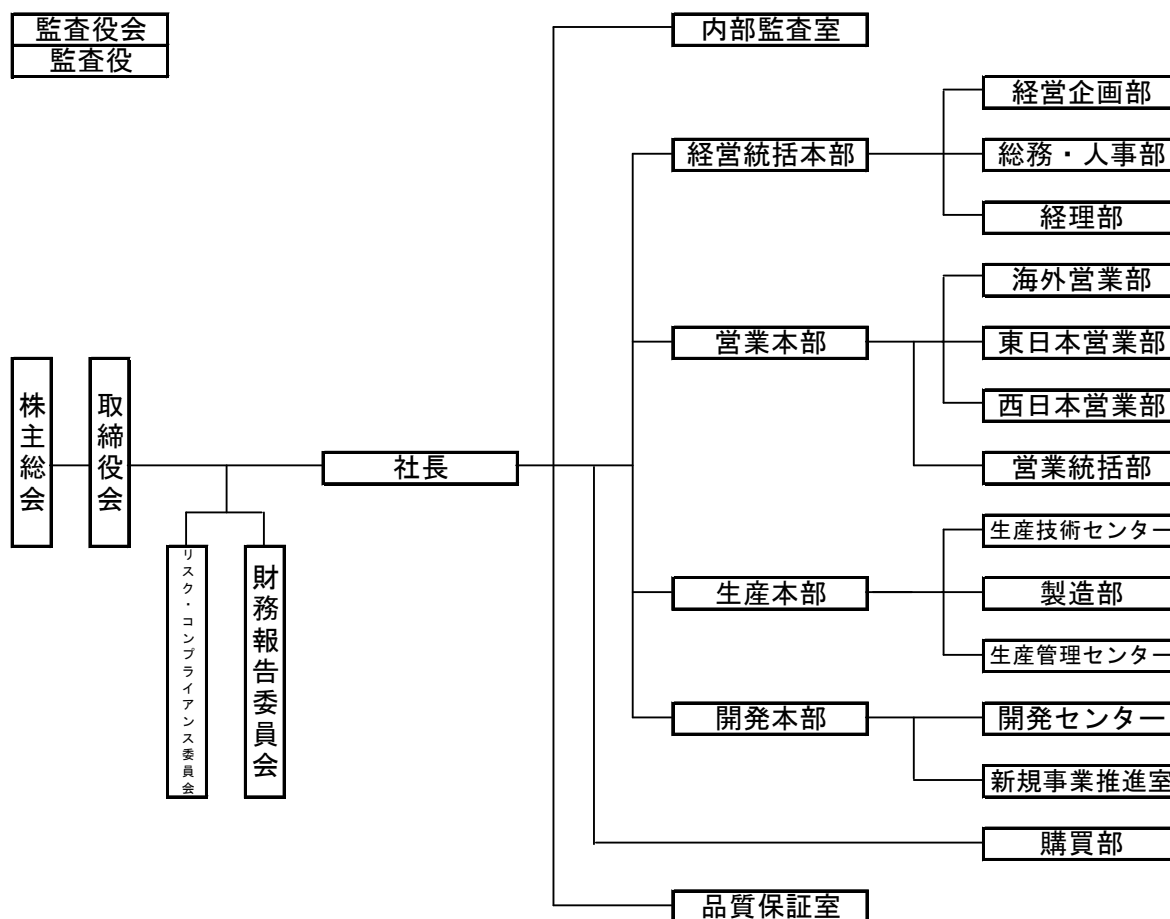 監査役会
監査役
内部監査室
経営企画部
経営統括本部
総務・人事部
経理部
海外営業部
営業本部
東日本営業部
西日本営業部
営業統括部
株主総会
取締役会
社長
リスク・コンプライアンス委員会
財務報告委員会
生産技術センター
生産本部
製造部
生産管理センター
開発本部
開発センター
新規事業推進室
購買部
品質保証室